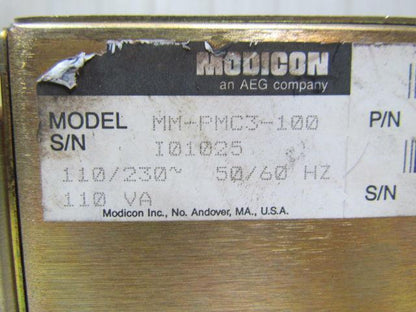 MODICON
an AEG company
MODEL MM-PMC3-100 P/N
S/N I01025
110/230~ 50/60 HZ
110 VA S/N
Modicon Inc., No. Andover, MA., U.S.A.